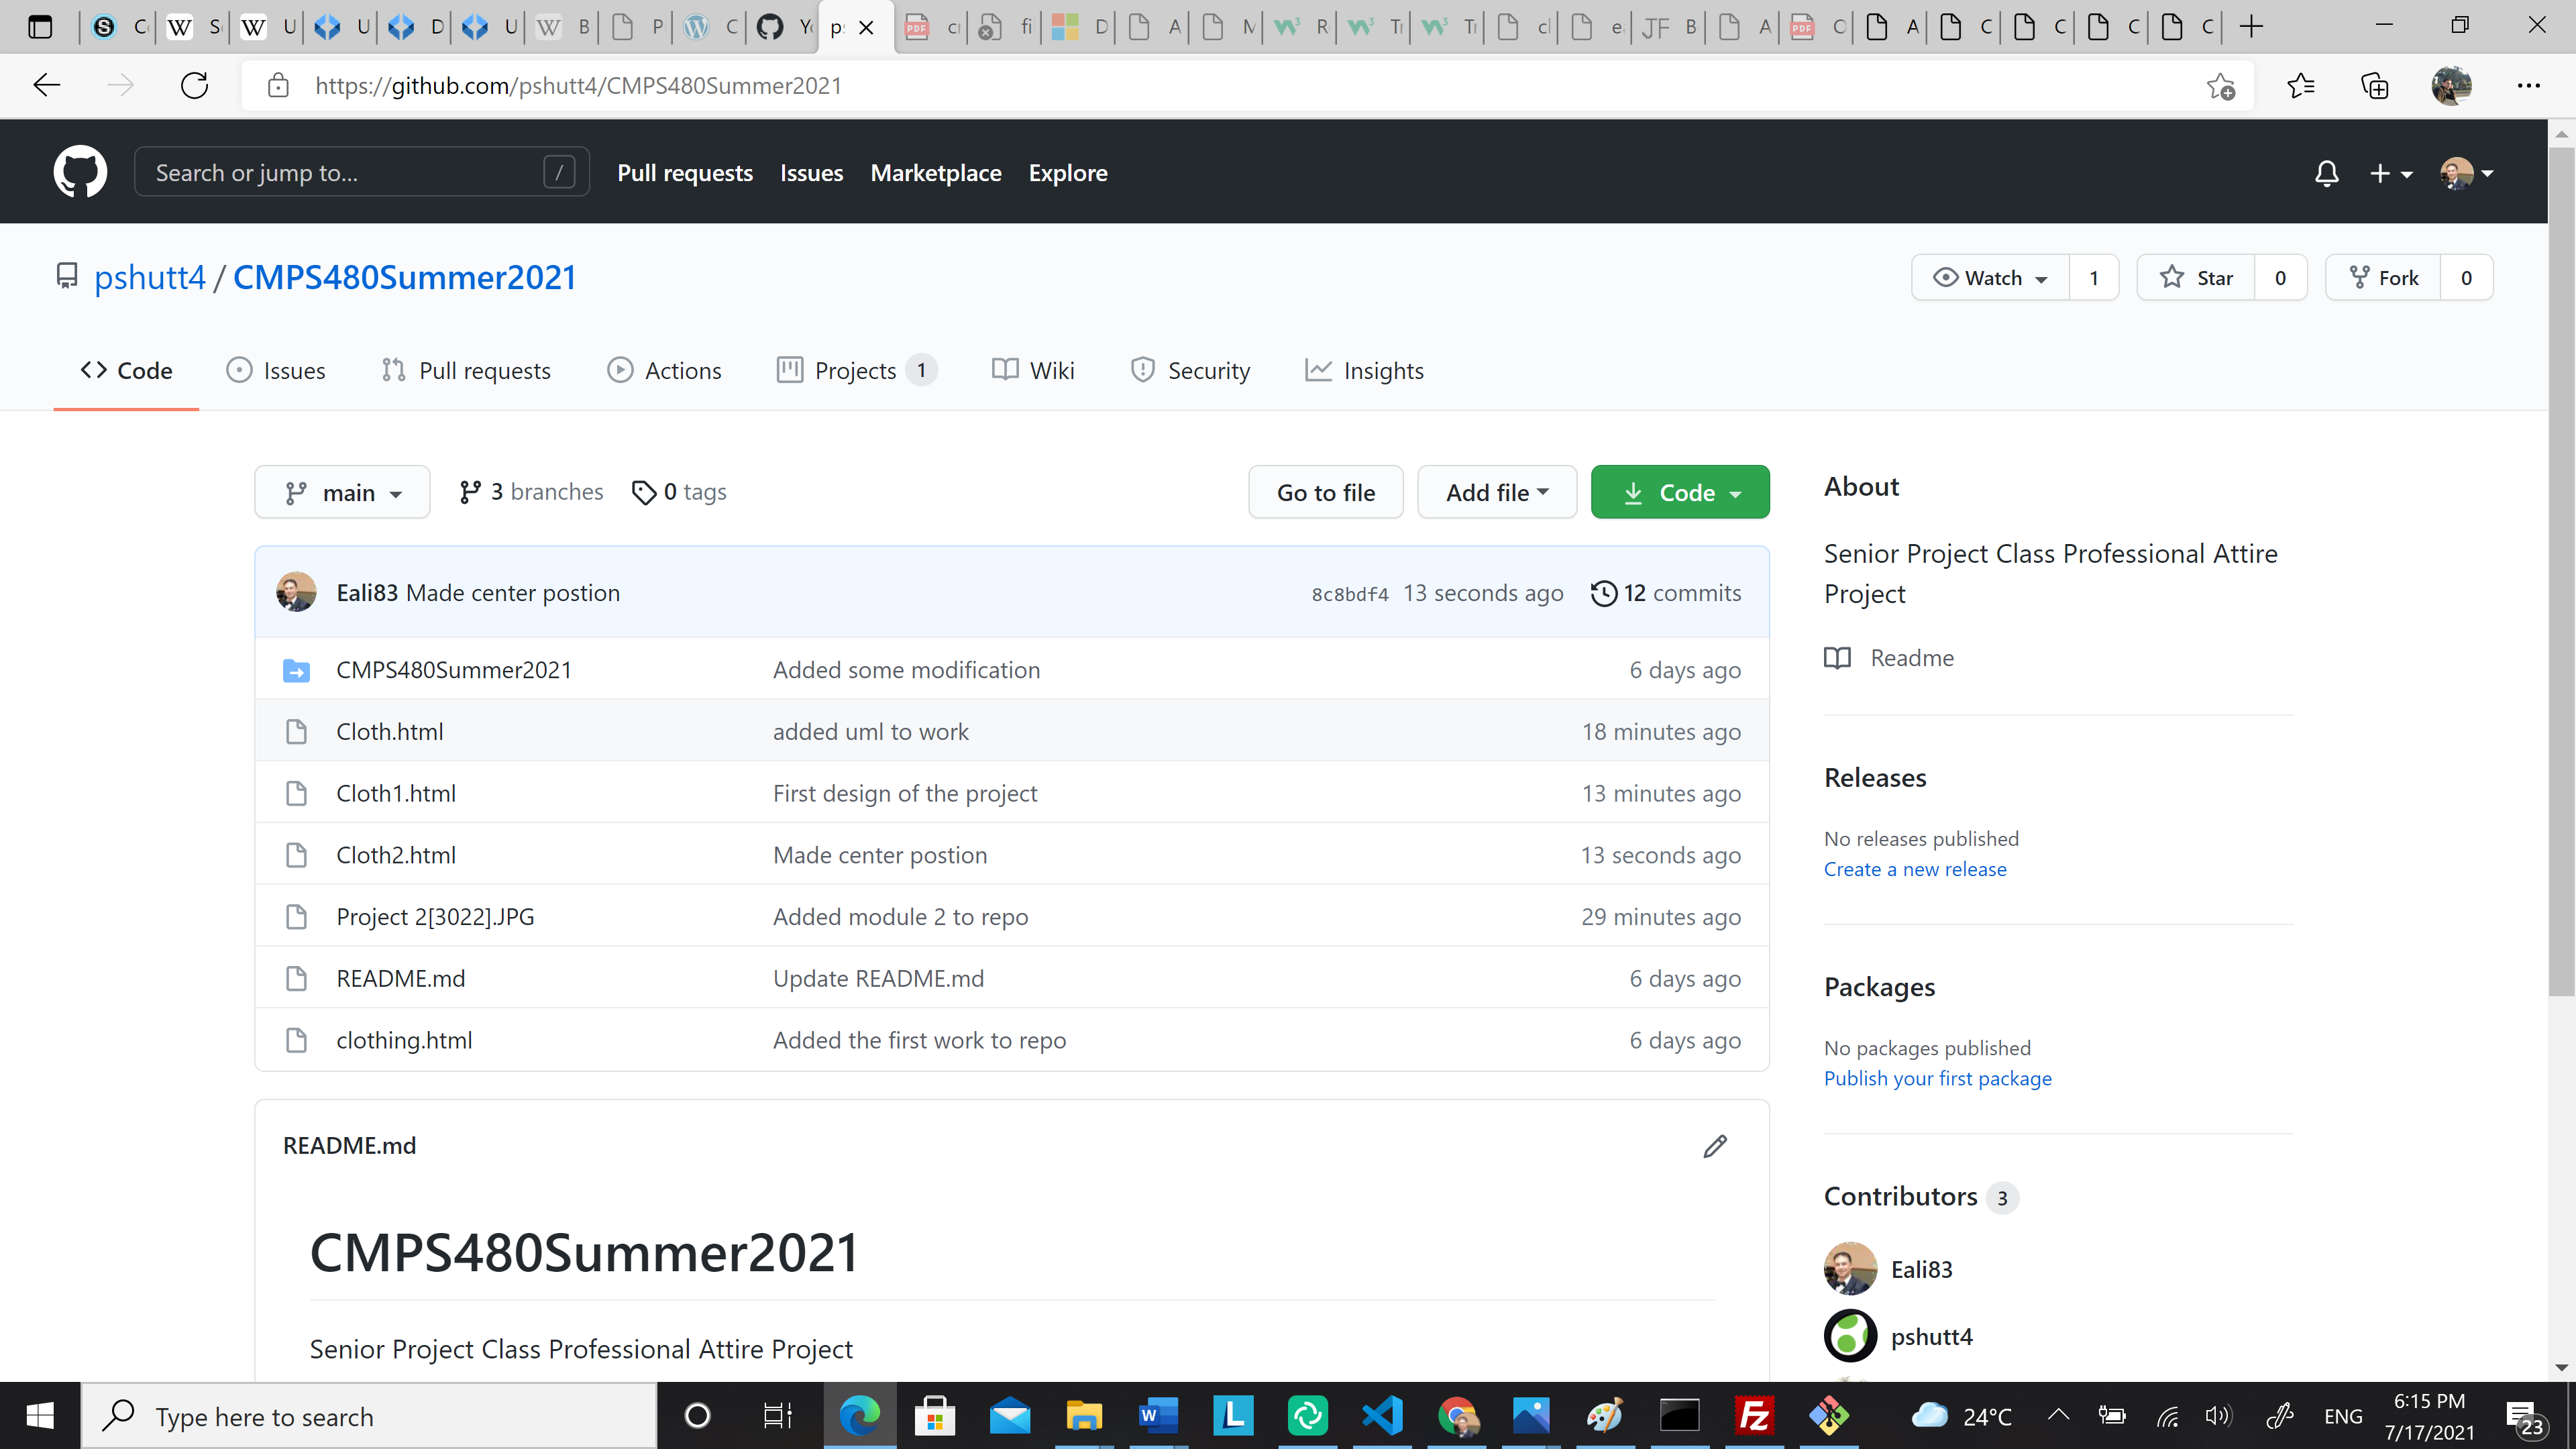 https://github.com/pshutt4/CMPS480Summer2021
Search or jump to... /
Pull requests Issues Marketplace Explore
pshutt4 / CMPS480Summer2021
Watch 1 Star 0 Fork 0
Code Issues Pull requests Actions Projects 1 Wiki Security Insights
main 3 branches 0 tags Go to file Add file Code
Eali83 Made center postion 8c8bdf4 13 seconds ago 12 commits
CMPS480Summer2021 Added some modification 6 days ago
Cloth.html added uml to work 18 minutes ago
Cloth1.html First design of the project 13 minutes ago
Cloth2.html Made center postion 13 seconds ago
Project 2[3022].JPG Added module 2 to repo 29 minutes ago
README.md Update README.md 6 days ago
clothing.html Added the first work to repo 6 days ago
README.md
CMPS480Summer2021
Senior Project Class Professional Attire Project
About
Senior Project Class Professional Attire
Project
Readme
Releases
No releases published
Create a new release
Packages
No packages published
Publish your first package
Contributors 3
Eali83
pshutt4
Type here to search
24°C
ENG
6:15 PM
7/17/2021
23